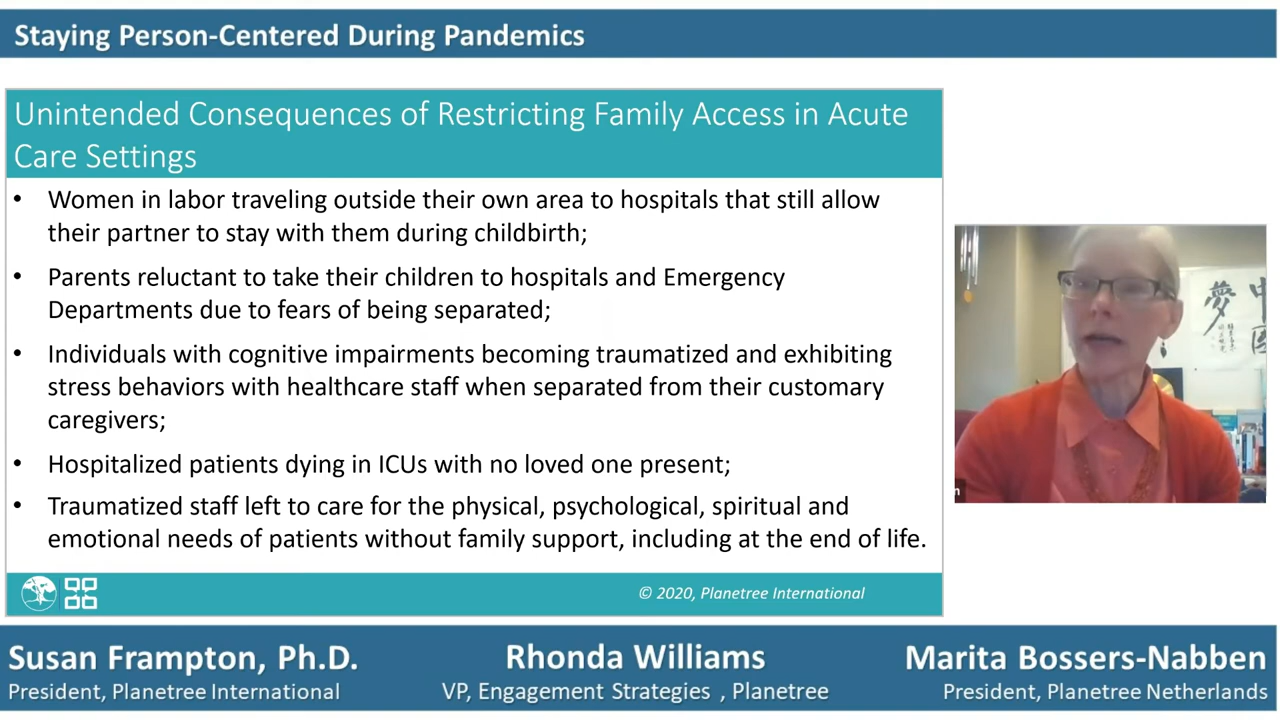 Staying Person-Centered During Pandemics
Unintended Consequences of Restricting Family Access in Acute
Care Settings
• Women in labor traveling outside their own area to hospitals that still allow
their partner to stay with them during childbirth;
• Parents reluctant to take their children to hospitals and Emergency
Departments due to fears of being separated;
• Individuals with cognitive impairments becoming traumatized and exhibiting
stress behaviors with healthcare staff when separated from their customary
caregivers;
• Hospitalized patients dying in ICUs with no loved one present;
• Traumatized staff left to care for the physical, psychological, spiritual and
emotional needs of patients without family support, including at the end of life.
© 2020, Planetree International
夢
Susan Frampton, Ph.D.
President, Planetree International
Rhonda Williams
VP, Engagement Strategies , Planetree
Marita Bossers-Nabben
President, Planetree Netherlands